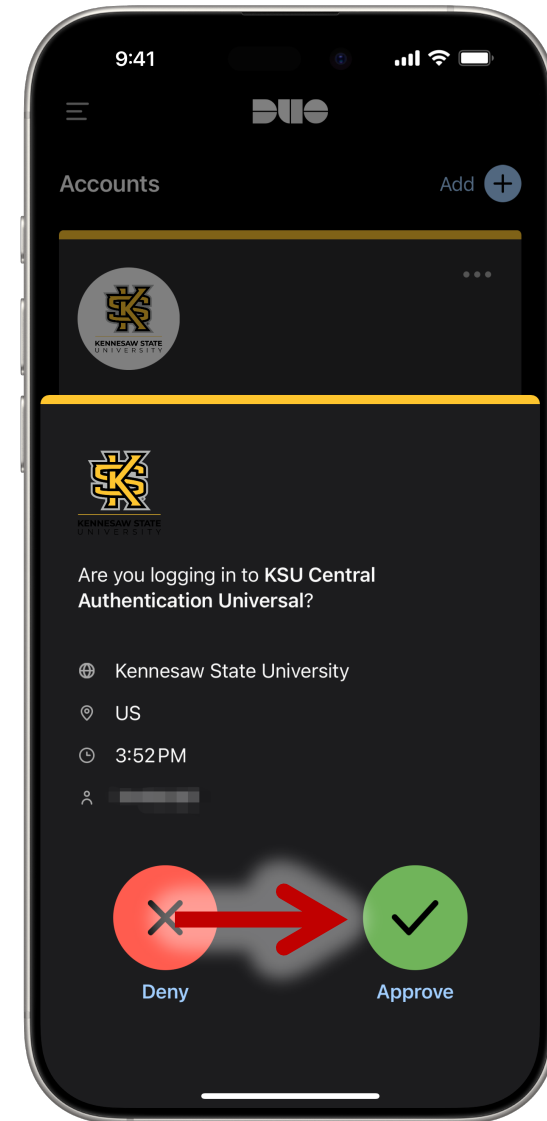 9:41
DUO
Accounts
Add
KENNESAW STATE
UNIVERSITY
KENNESAW STATE
UNIVERSITY
Are you logging in to KSU Central
Authentication Universal?
Kennesaw State University
US
3:52 PM
Deny
Approve